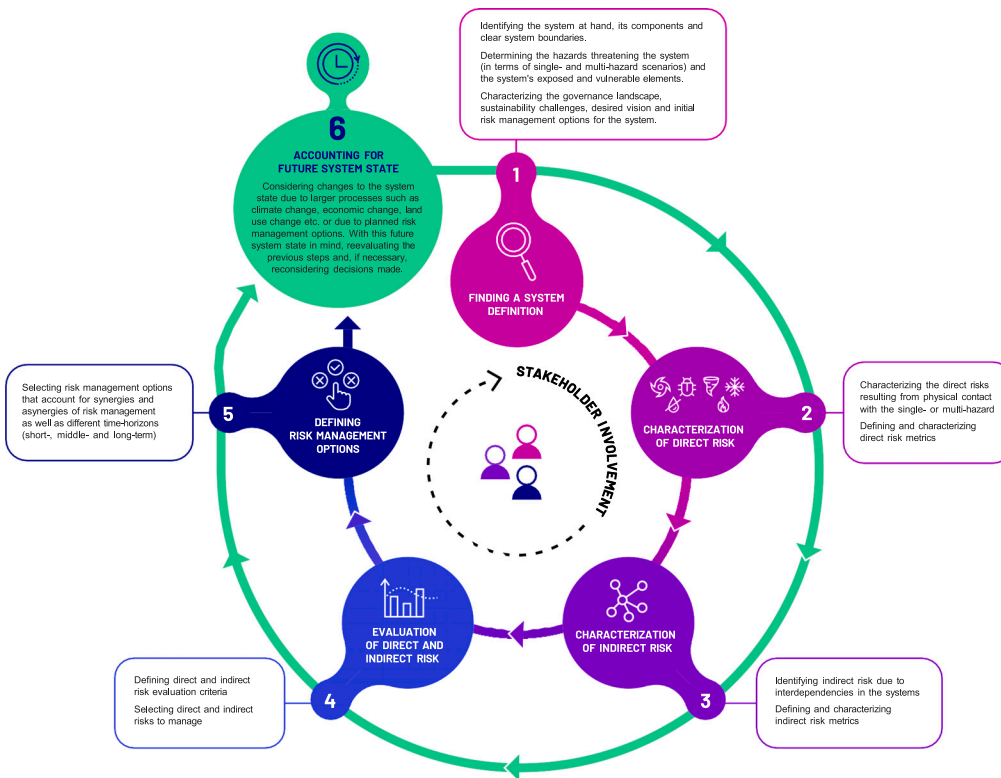 Identifying the system at hand, its components and
clear system boundaries.
Determining the hazards threatening the system
(in terms of single- and multi-hazard scenarios) and
the system's exposed and vulnerable elements.
Characterizing the governance landscape,
sustainability challenges, desired vision and initial
risk management options for the system.
1
FINDING A SYSTEM
DEFINITION
2
CHARACTERIZATION
OF DIRECT RISK
Characterizing the direct risks
resulting from physical contact
with the single- or multi-hazard
Defining and characterizing
direct risk metrics
3
CHARACTERIZATION
OF INDIRECT RISK
Identifying indirect risk due to
interdependencies in the systems
Defining and characterizing
indirect risk metrics
4
EVALUATION
OF DIRECT AND
INDIRECT RISK
Defining direct and indirect
risk evaluation criteria
Selecting direct and indirect
risks to manage
5
DEFINING
RISK MANAGEMENT
OPTIONS
Selecting risk management options
that account for synergies and
asynergies of risk management
as well as different time-horizons
(short-, middle- and long-term)
6
ACCOUNTING FOR
FUTURE SYSTEM STATE
Considering changes to the system
state due to larger processes such as
climate change, economic change, land
use change etc. or due to planned risk
management options. With this future
system state in mind, reevaluating the
previous steps and, if necessary,
reconsidering decisions made.
STAKEHOLDER INVOLVEMENT